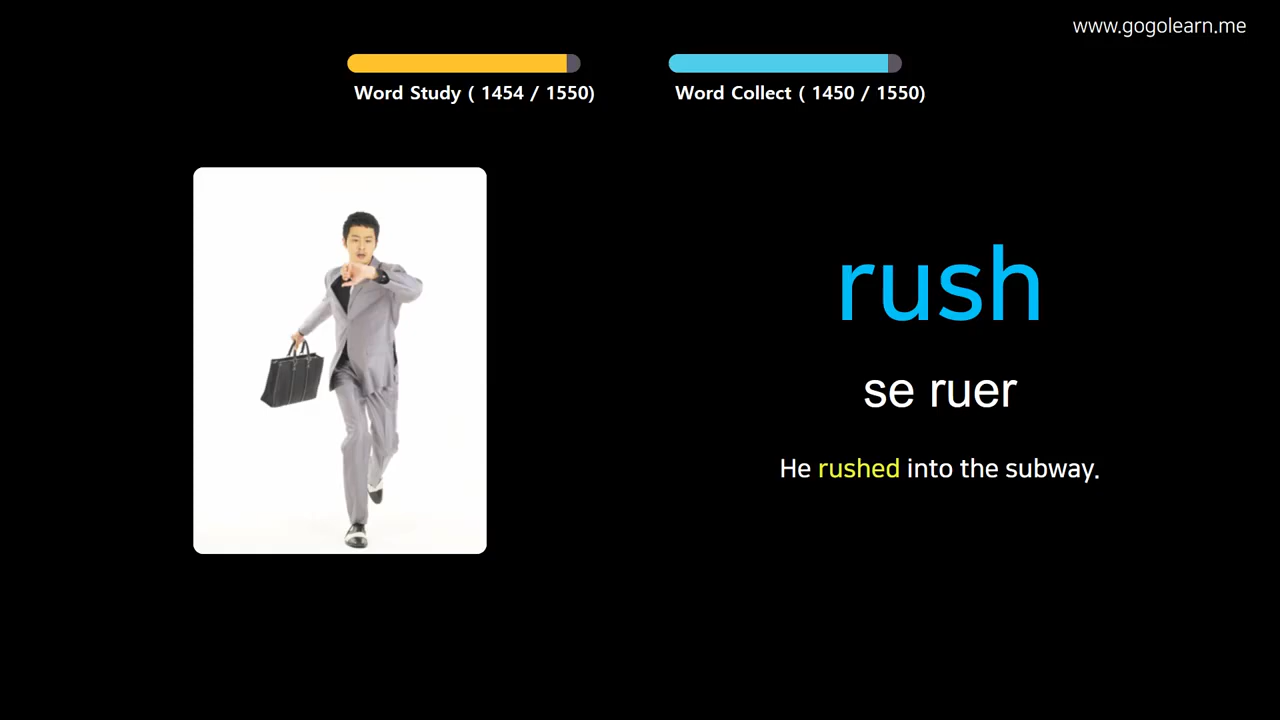 www.gogolearn.me
Word Study ( 1454 / 1550)
Word Collect ( 1450 / 1550)
rush
se ruer
He rushed into the subway.